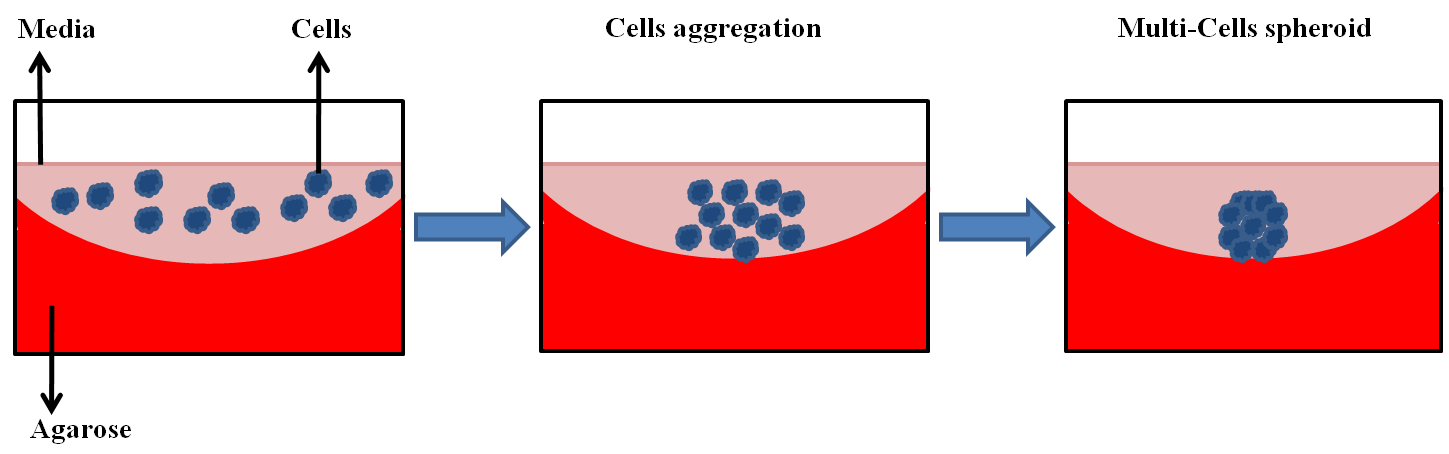 Media
Cells
Cells aggregation
Multi-Cells spheroid
Agarose